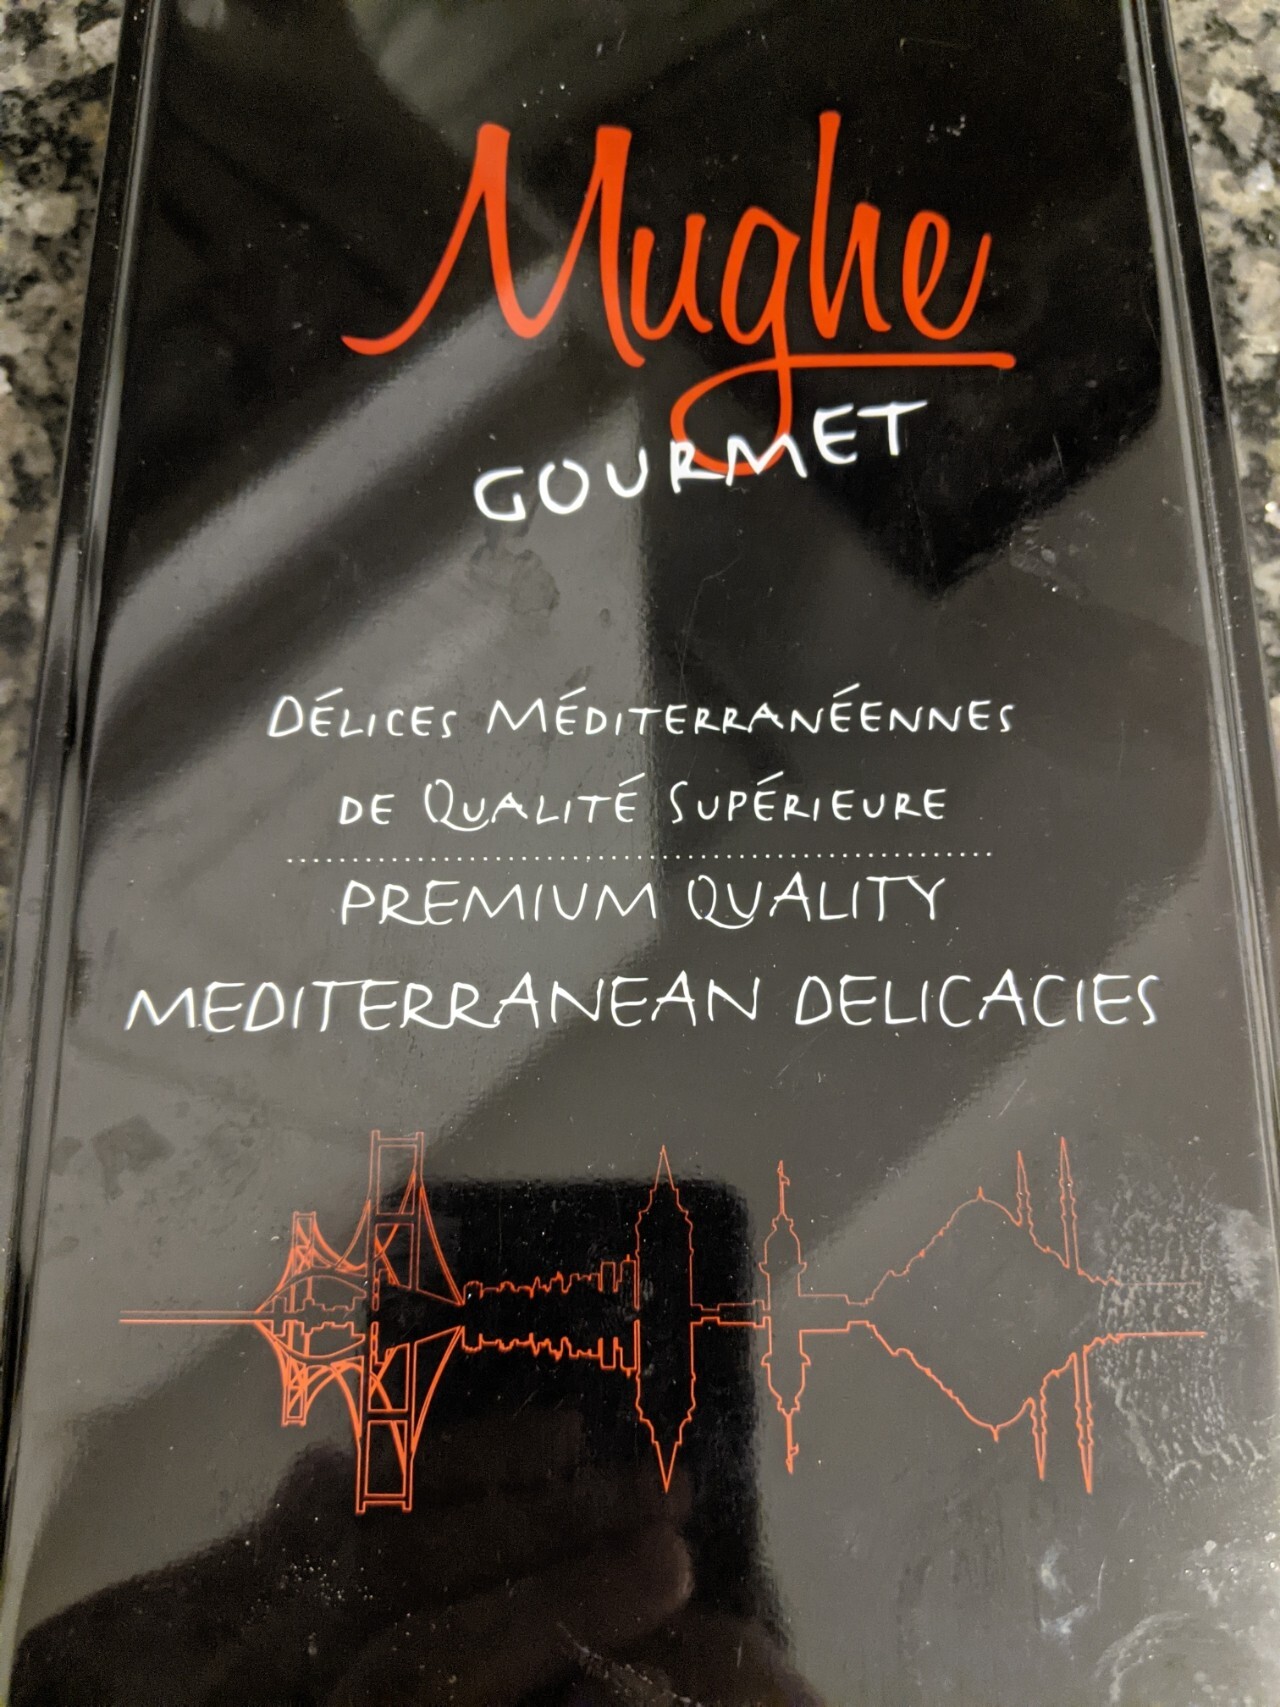 Mughe
GOURMET
DÉLICES MÉDITERRANÉENNES
DE QUALITÉ SUPÉRIEURE
PREMIUM QUALITY
MEDITERRANEAN DELICACIES